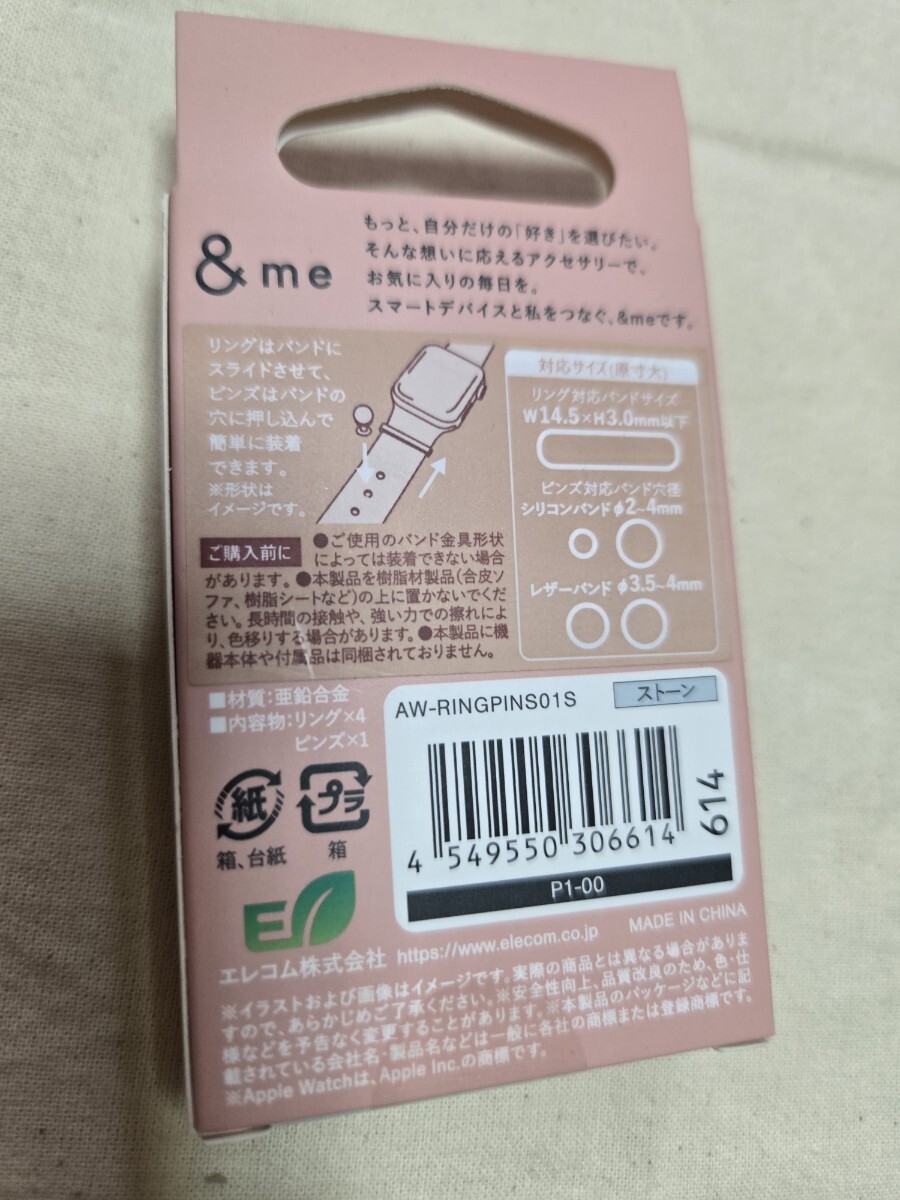 &me
もっと、自分だけの「好き」を選びたい。
そんな想いに応えるアクセサリーで、
お気に入りの毎日を。
スマートデバイスと私をつなぐ、&meです。
リングはバンドに
スライドさせて、
ピンズはバンドの
穴に押し込んで
簡単に装着
できます。
※形状は
イメージです。
対応サイズ(原寸大)
リング対応バンドサイズ
W14.5×H3.0mm以下
ピンズ対応バンド穴径
シリコンバンドφ2~4mm
レザーバンド φ3.5~4mm
ご購入前に
●ご使用のバンド金具形状
によっては装着できない場合
があります。●本製品を樹脂材製品(合皮ソ
ファ、樹脂シートなど)の上に置かないでくだ
さい。長時間の接触や、強い力での擦れによ
り、色移りする場合があります。●本製品に機
器本体や付属品は同梱されておりません。
■材質:亜鉛合金
■内容物:リング×4
ピンズ×1
紙
箱、台紙
プラ
箱
AW-RINGPINS01S
ストーン
4 549550 306614
614
P1-00
E
エレコム株式会社
https://www.elecom.co.jp
MADE IN CHINA
※イラストおよび画像はイメージです。実際の商品とは異なる場合がありま
すので、あらかじめご了承ください。※安全性向上、品質改良のため、色・仕
様などを予告なく変更することがあります。※本製品のパッケージなどに記
載されている会社名・製品名などは一般に各社の商標または登録商標です。
※Apple Watchは、Apple Inc.の商標です。